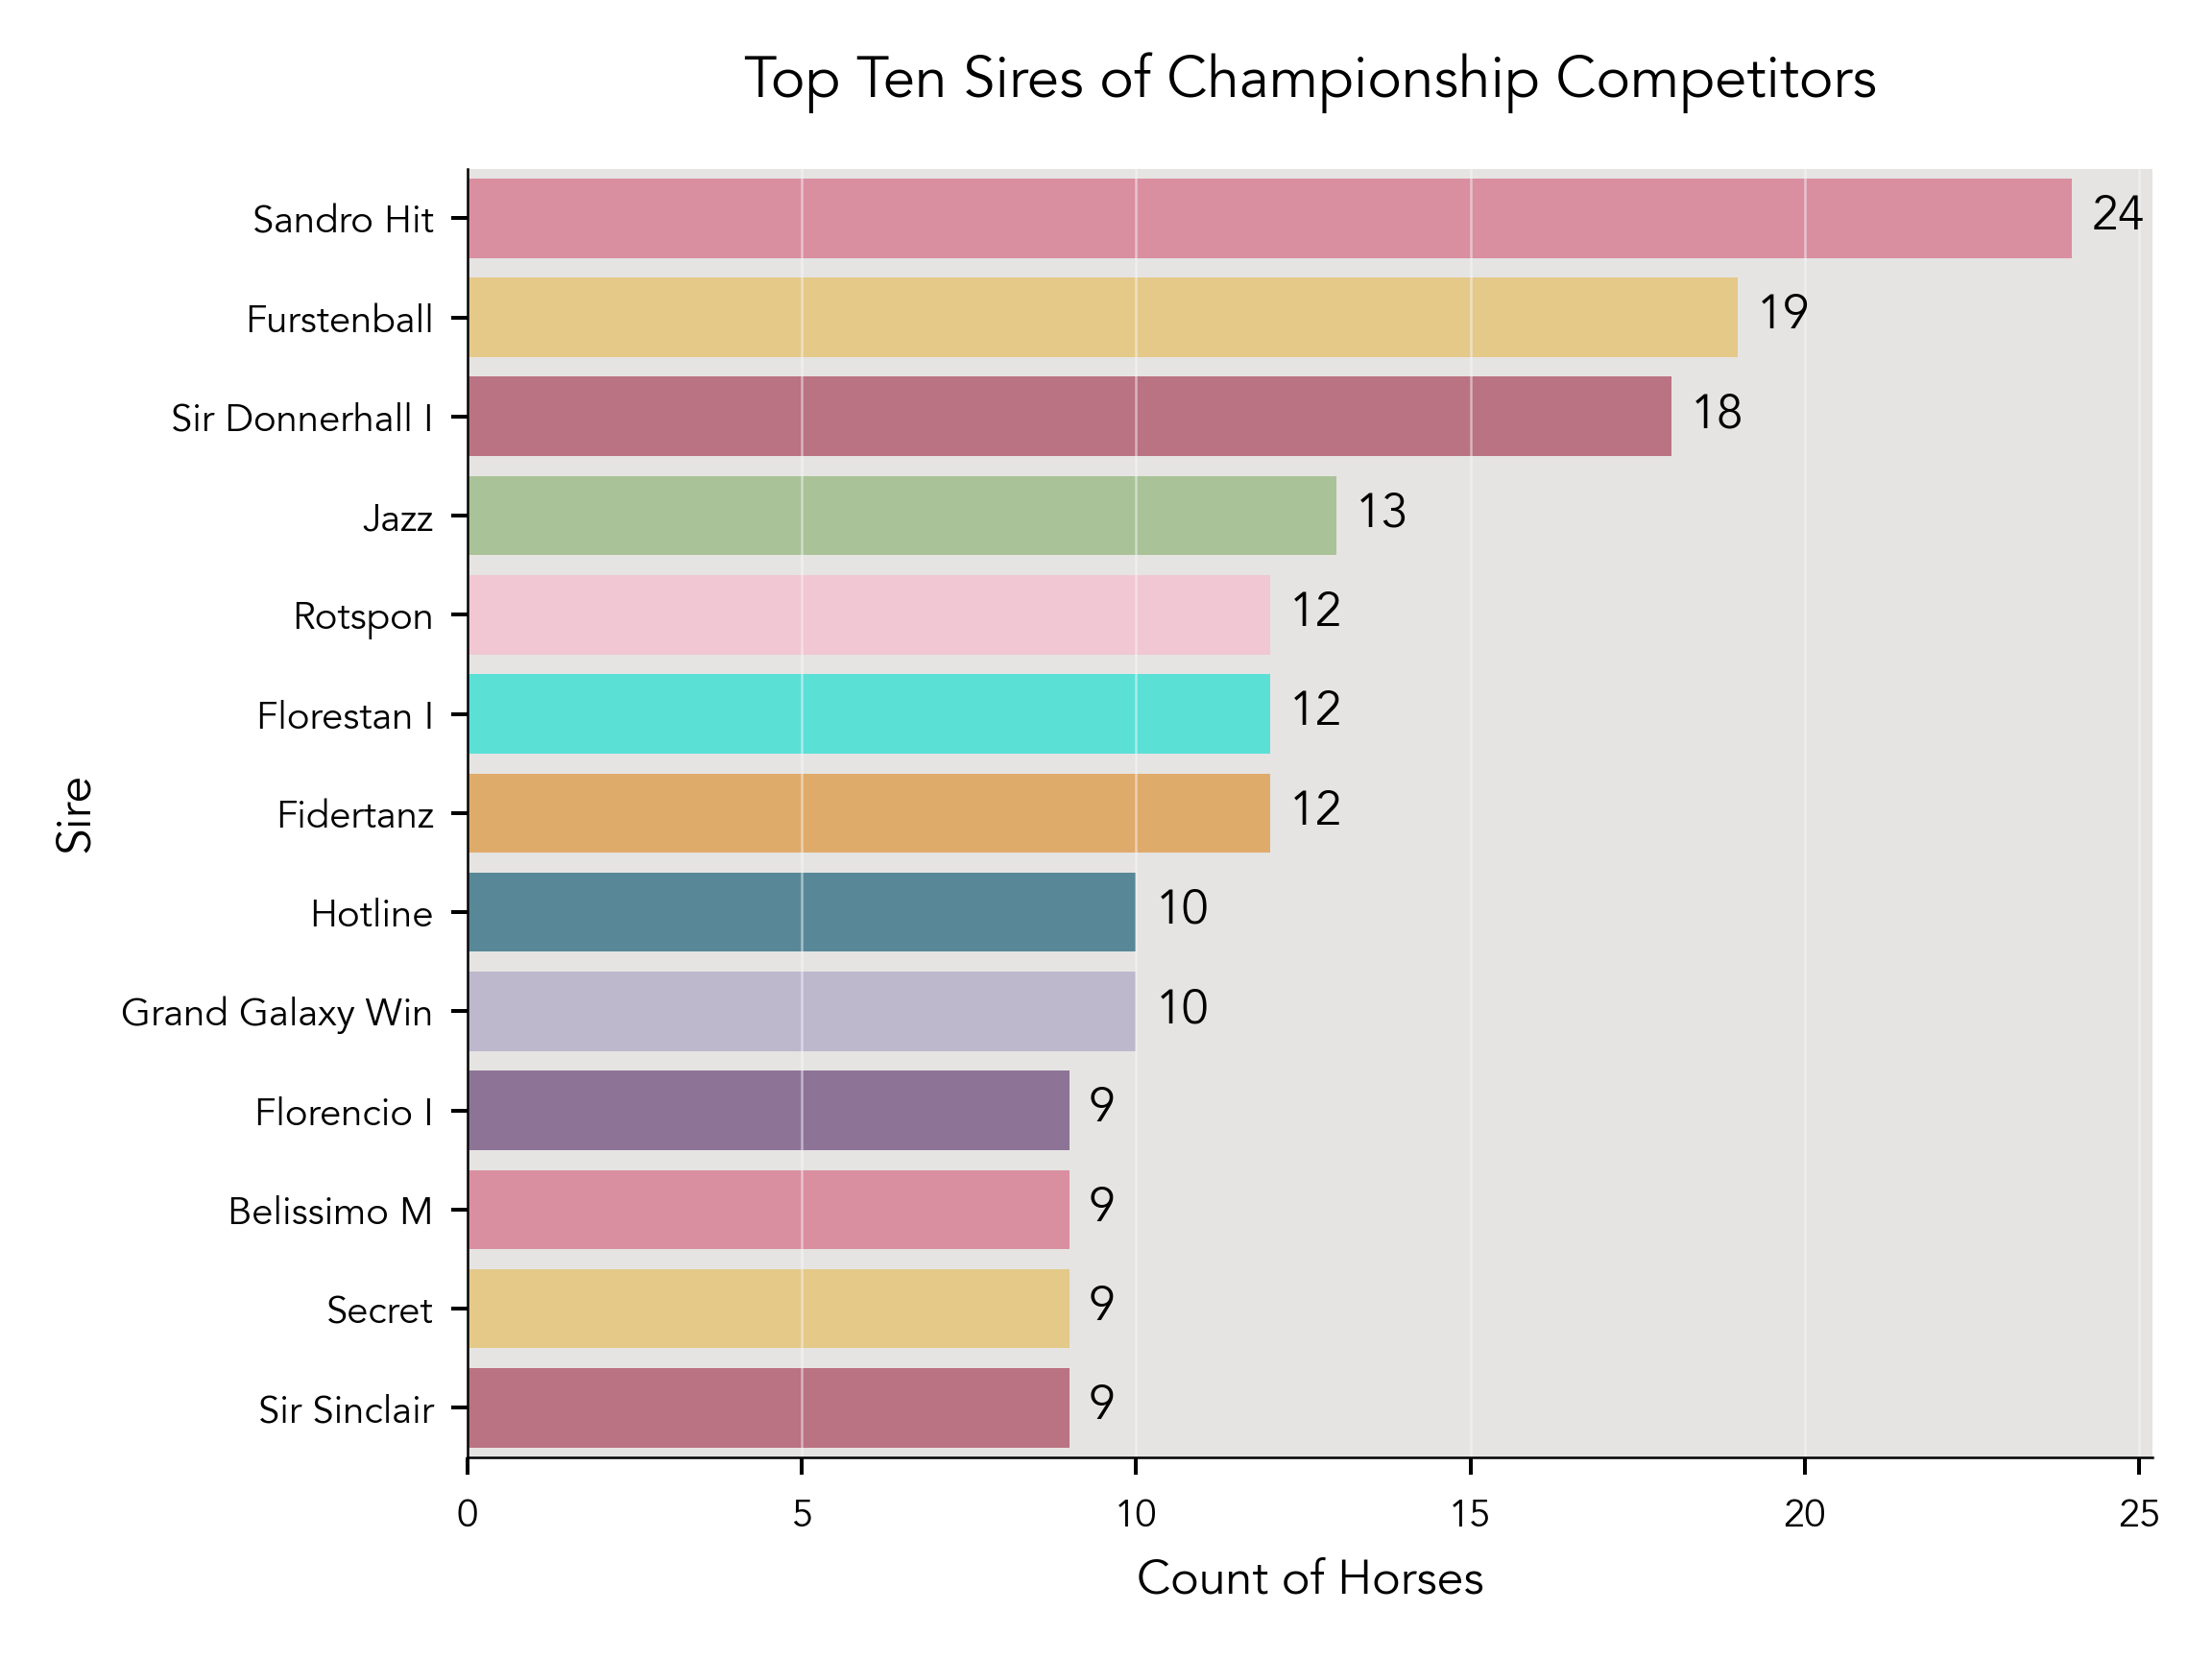 Top Ten Sires of Championship Competitors
Sandro Hit 24
Furstenball 19
Sir Donnerhall I 18
Jazz 13
Rotspon 12
Florestan I 12
Fidertanz 12
Hotline 10
Grand Galaxy Win 10
Florencio I 9
Belissimo M 9
Secret 9
Sir Sinclair 9
Sire
0 5 10 15 20 25
Count of Horses